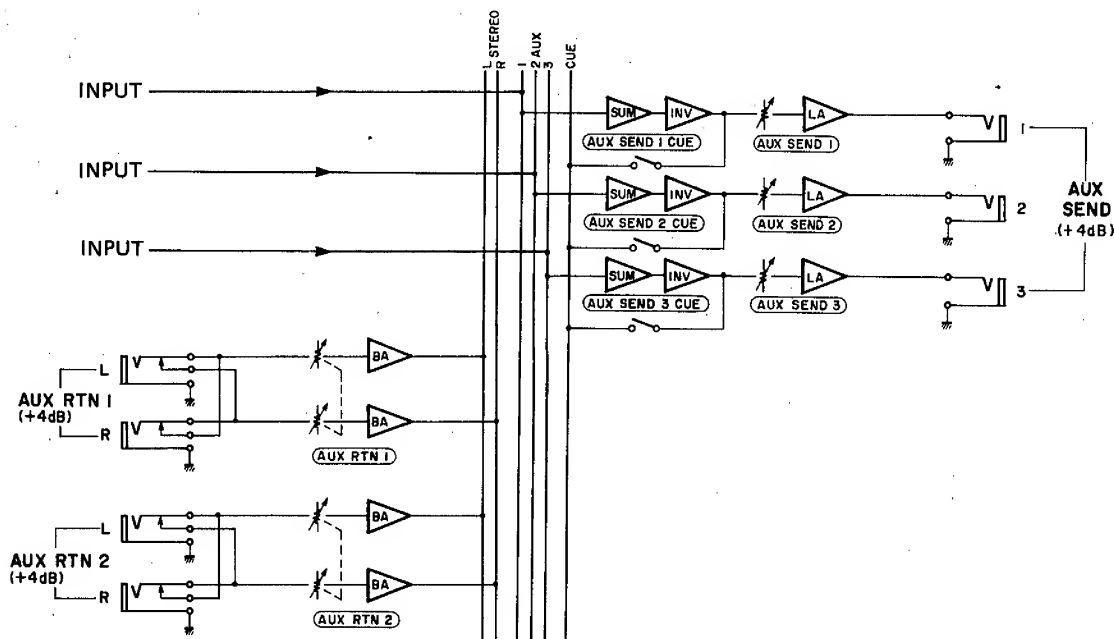 L STEREO
R
1
2 AUX
3
CUE
INPUT
SUM
INV
LA
1
AUX SEND 1 CUE
AUX SEND 1
INPUT
SUM
INV
LA
2
AUX SEND 2 CUE
AUX SEND 2
AUX
SEND
(+4dB)
INPUT
SUM
INV
LA
3
AUX SEND 3 CUE
AUX SEND 3
L
BA
AUX RTN 1
(+4dB)
R
BA
AUX RTN 1
L
BA
AUX RTN 2
(+4dB)
R
BA
AUX RTN 2